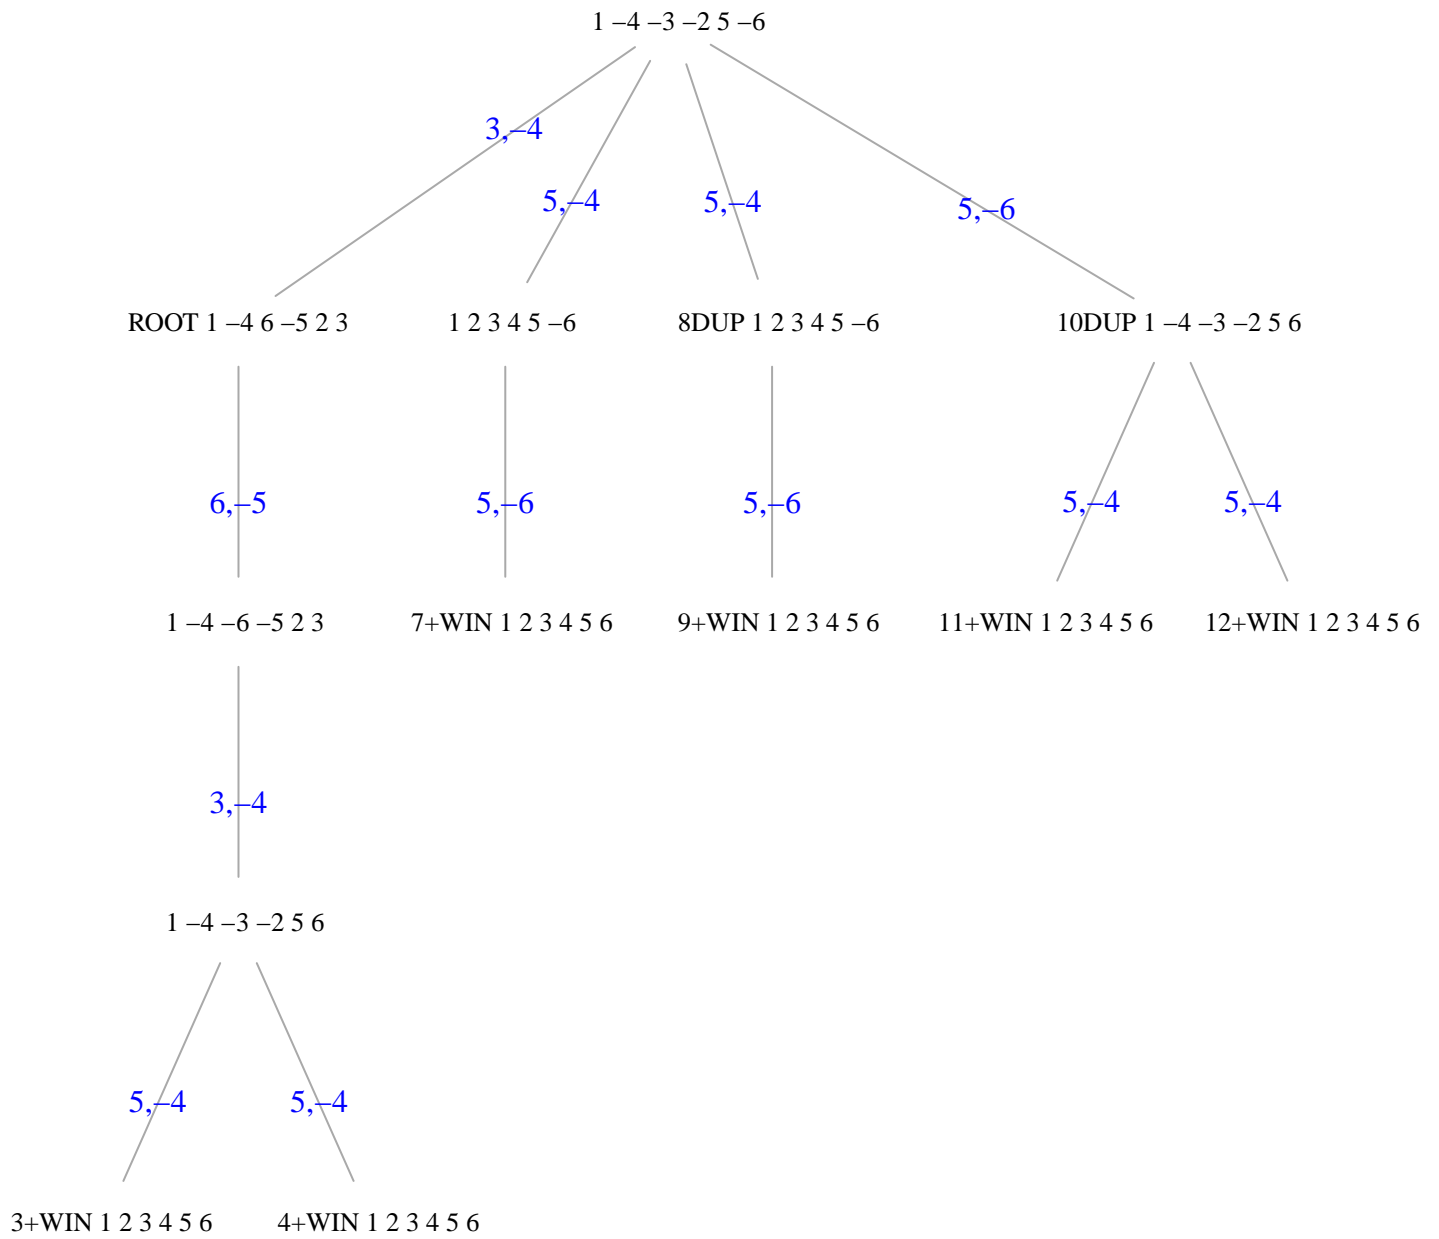 1 –4 –3 –2 5 –6
3,–4
5,–4
5,–4
5,–6
ROOT 1 –4 6 –5 2 3
1 2 3 4 5 –6
8DUP 1 2 3 4 5 –6
10DUP 1 –4 –3 –2 5 6
6,–5
5,–6
5,–6
5,–4
5,–4
1 –4 –6 –5 2 3
7+WIN 1 2 3 4 5 6
9+WIN 1 2 3 4 5 6
11+WIN 1 2 3 4 5 6
12+WIN 1 2 3 4 5 6
3,–4
1 –4 –3 –2 5 6
5,–4
5,–4
3+WIN 1 2 3 4 5 6
4+WIN 1 2 3 4 5 6